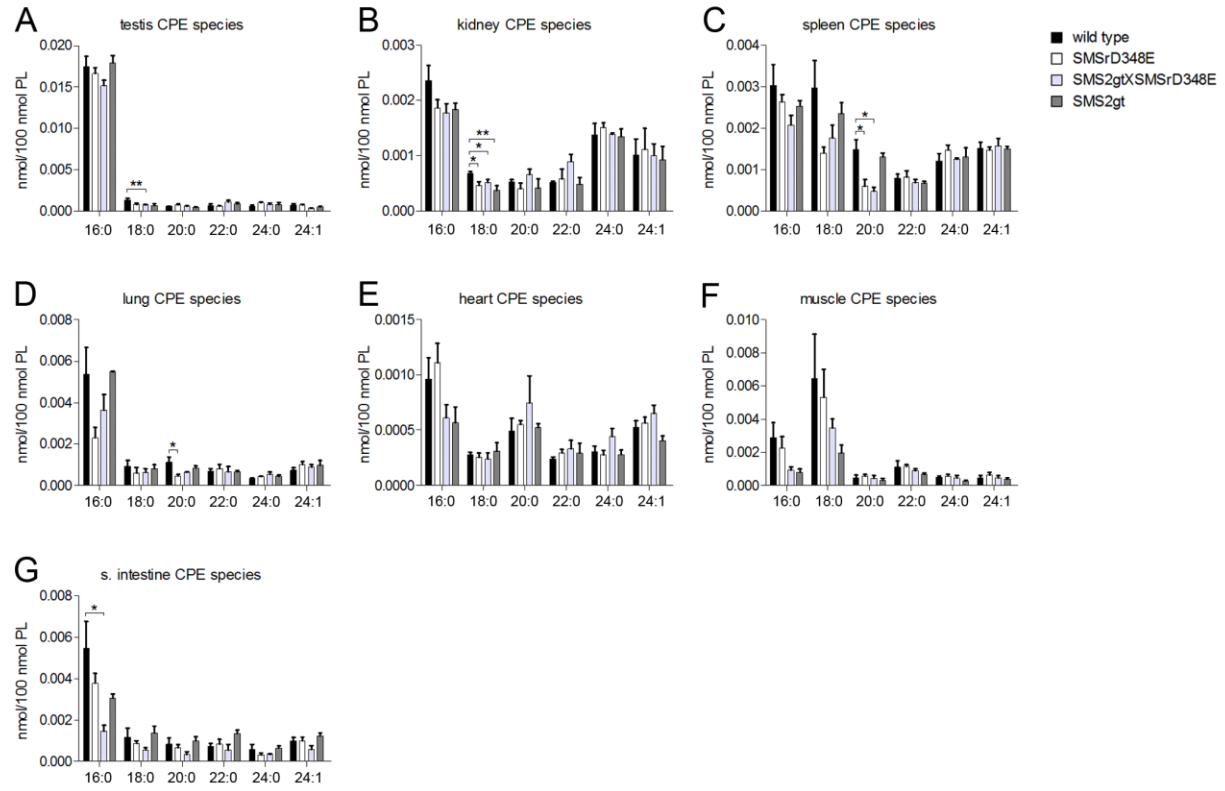 A
testis CPE species
nmol/100 nmol PL
0.020
0.015
0.010
0.005
0.000
**
16:0 18:0 20:0 22:0 24:0 24:1
B
kidney CPE species
nmol/100 nmol PL
0.003
0.002
0.001
0.000
**
*
*
16:0 18:0 20:0 22:0 24:0 24:1
C
spleen CPE species
nmol/100 nmol PL
0.004
0.003
0.002
0.001
0.000
*
*
16:0 18:0 20:0 22:0 24:0 24:1
wild type
SMSrD348E
SMS2gtXSMSrD348E
SMS2gt
D
lung CPE species
nmol/100 nmol PL
0.008
0.006
0.004
0.002
0.000
*
16:0 18:0 20:0 22:0 24:0 24:1
E
heart CPE species
nmol/100 nmol PL
0.0015
0.0010
0.0005
0.0000
16:0 18:0 20:0 22:0 24:0 24:1
F
muscle CPE species
nmol/100 nmol PL
0.010
0.008
0.006
0.004
0.002
0.000
16:0 18:0 20:0 22:0 24:0 24:1
G
s. intestine CPE species
nmol/100 nmol PL
0.008
0.006
0.004
0.002
0.000
*
16:0 18:0 20:0 22:0 24:0 24:1